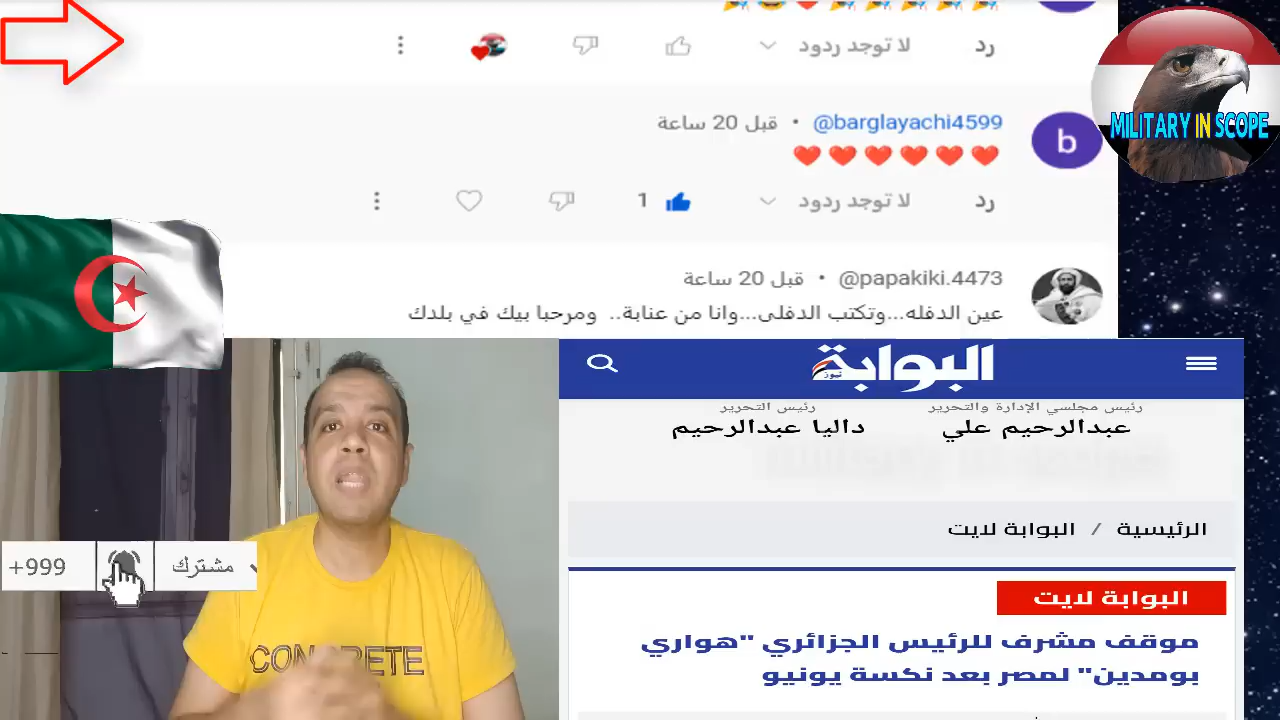 رد
لا توجد ردود
MILITARY IN SCOPE
@barglayachi4599 • قبل 20 ساعة
b
❤️❤️❤️❤️❤️❤️
رد
لا توجد ردود
1
@papakiki.4473 • قبل 20 ساعة
عين الدفله...وتكتب الدفلى...وانا من عنابة.. ومرحبا بيك في بلدك
البوابة
نيوز
رئيس مجلسي الإدارة والتحرير
عبدالرحيم علي
رئيس التحرير
داليا عبدالرحيم
الرئيسية / البوابة لايت
البوابة لايت
موقف مشرف للرئيس الجزائري "هواري
بومدين" لمصر بعد نكسة يونيو
مشترك
+999
CONCRETE